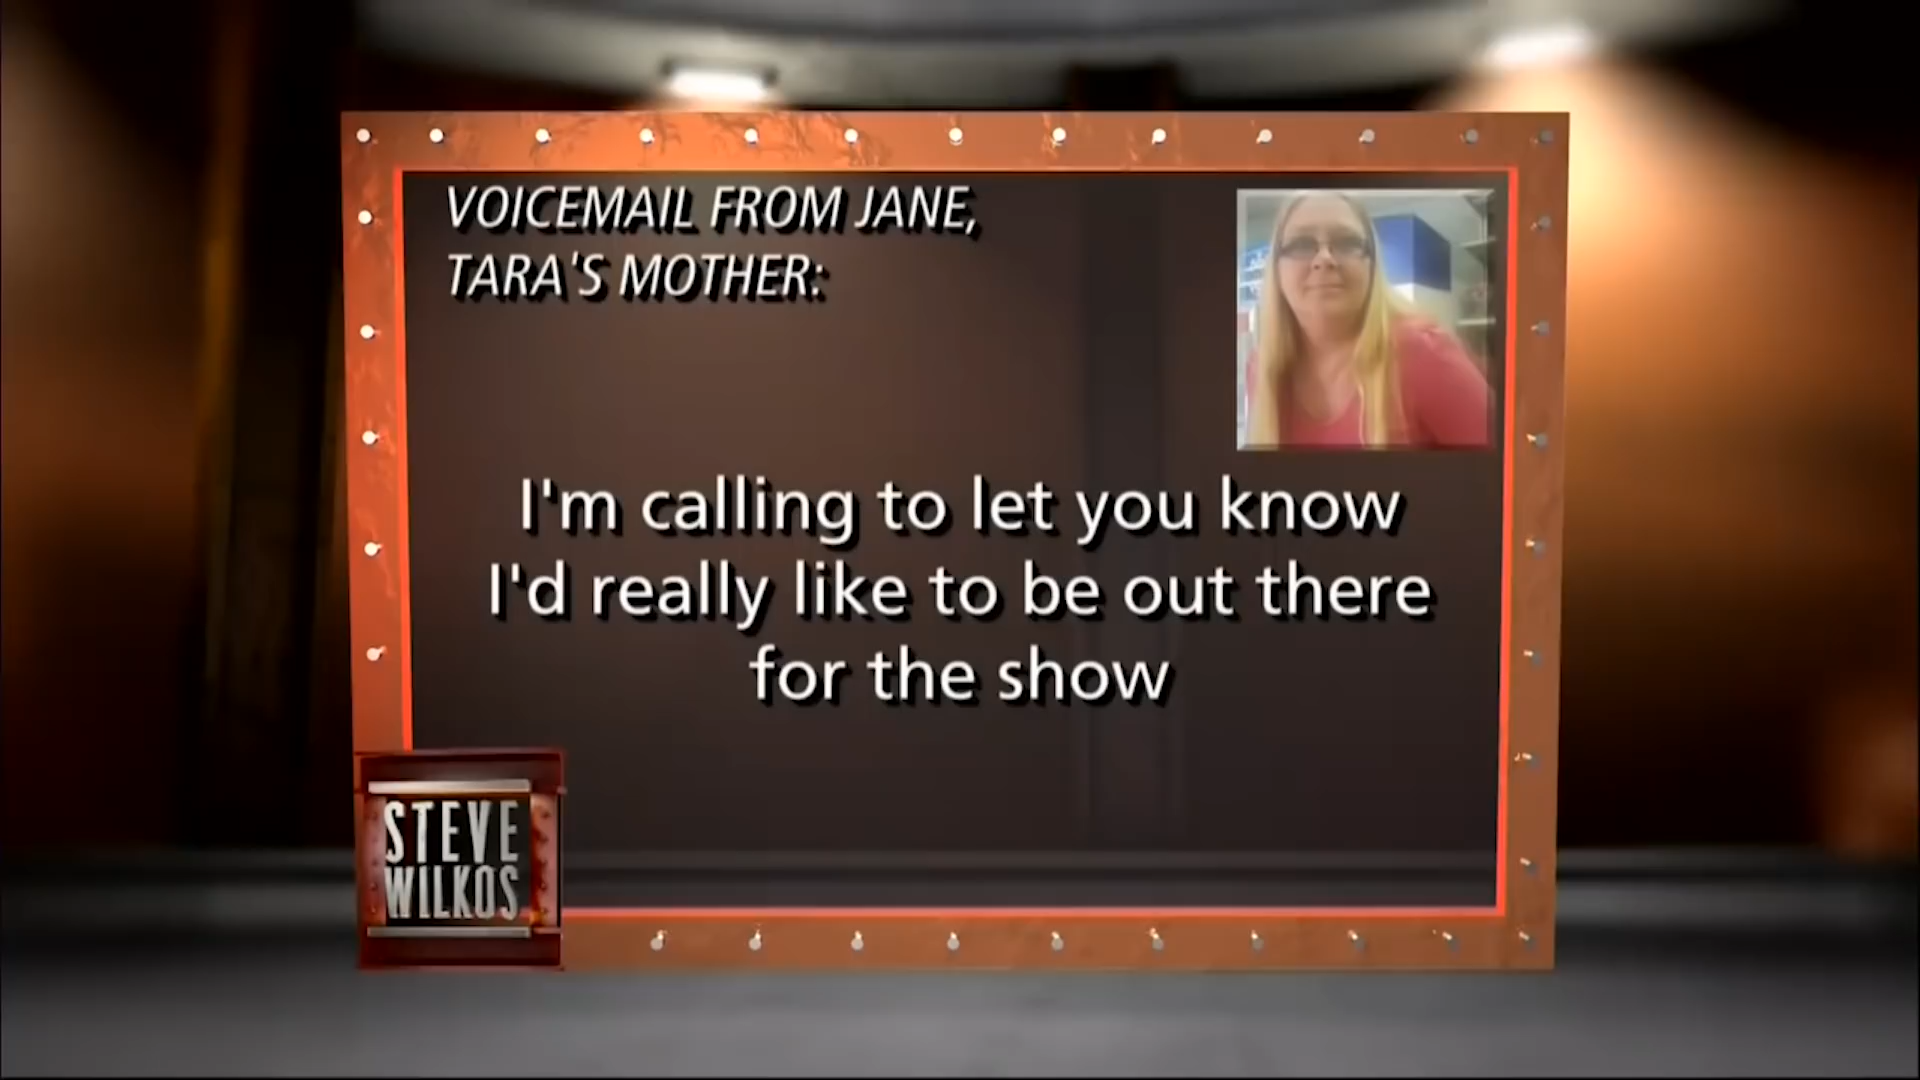 VOICEMAIL FROM JANE,
TARA'S MOTHER:
I'm calling to let you know
I'd really like to be out there
for the show
STEVE
WILKOS